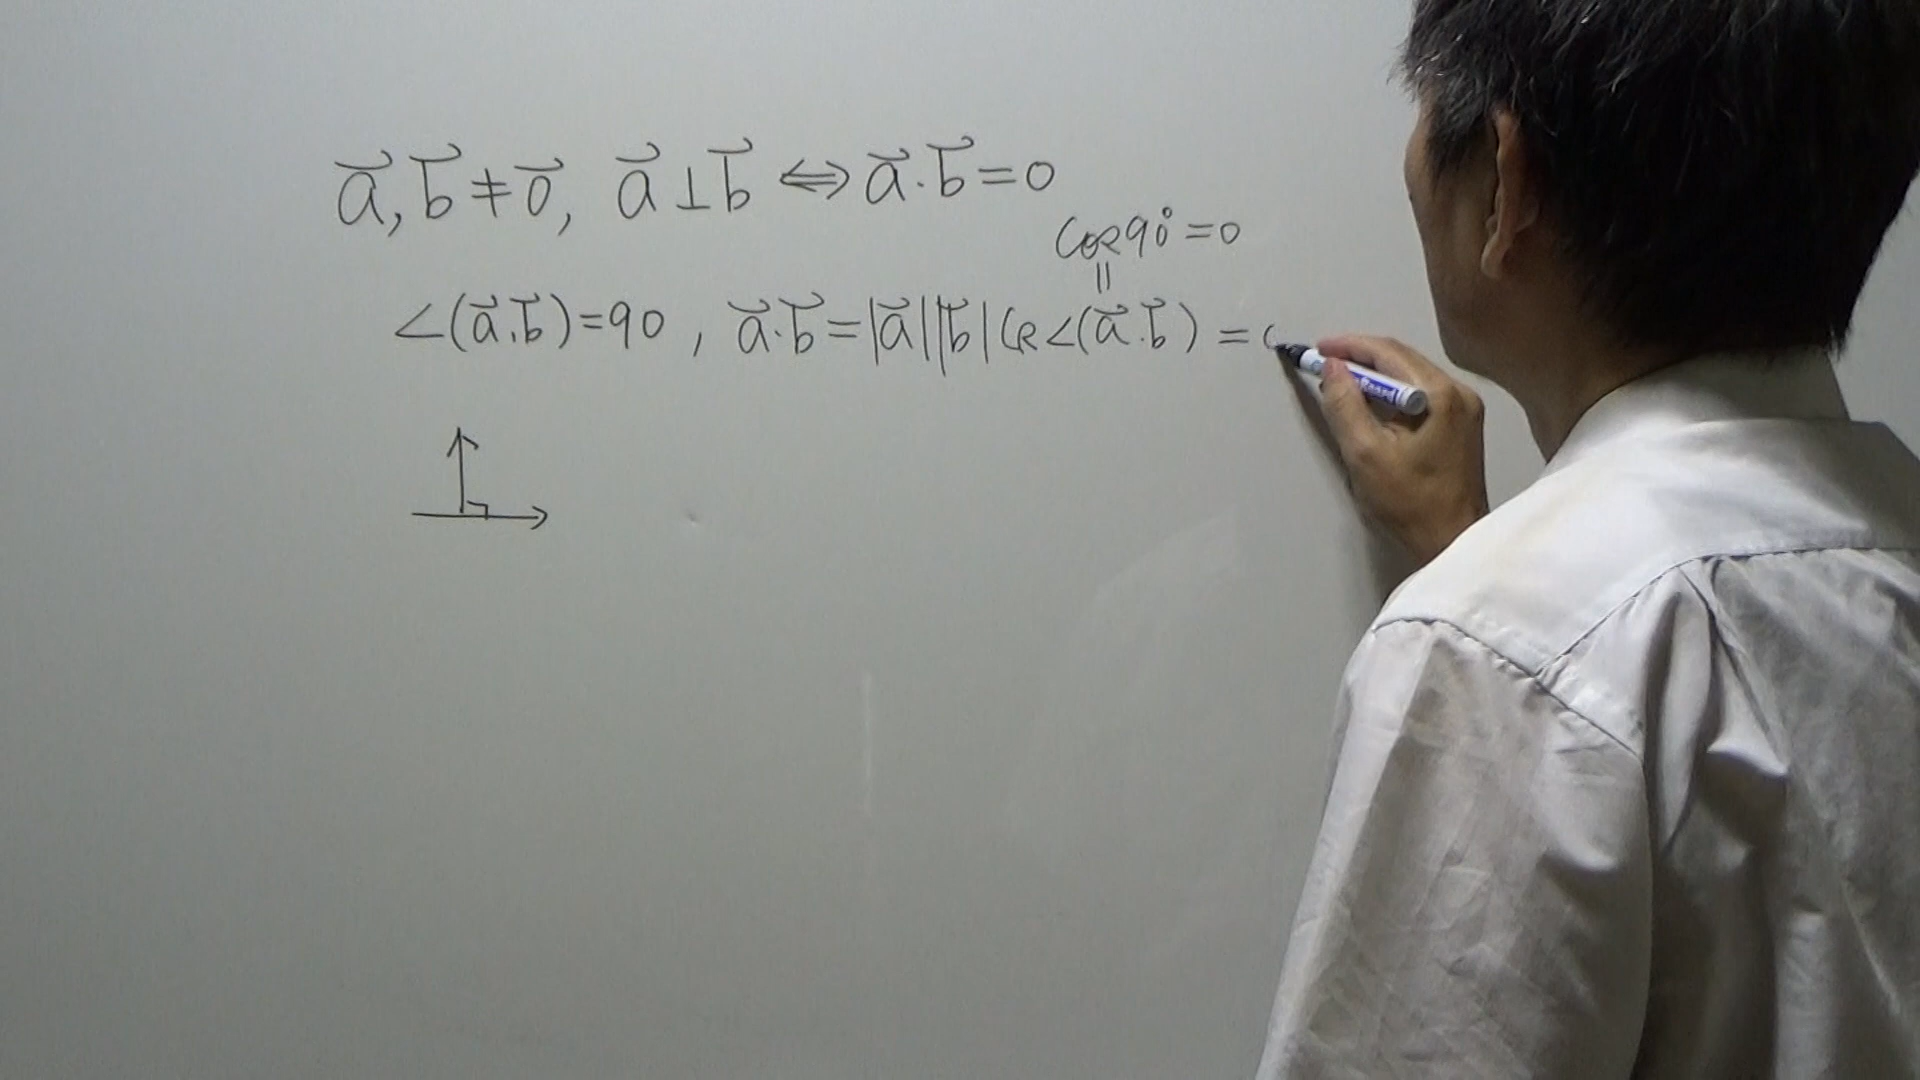 a⃗, b⃗ ≠ 0⃗, a⃗ ⊥ b⃗ ⇔ a⃗·b⃗ = 0
cos90° = 0
||
∠(a⃗.b⃗) = 90 , a⃗·b⃗ = |a⃗||b⃗| cos∠(a⃗.b⃗) =